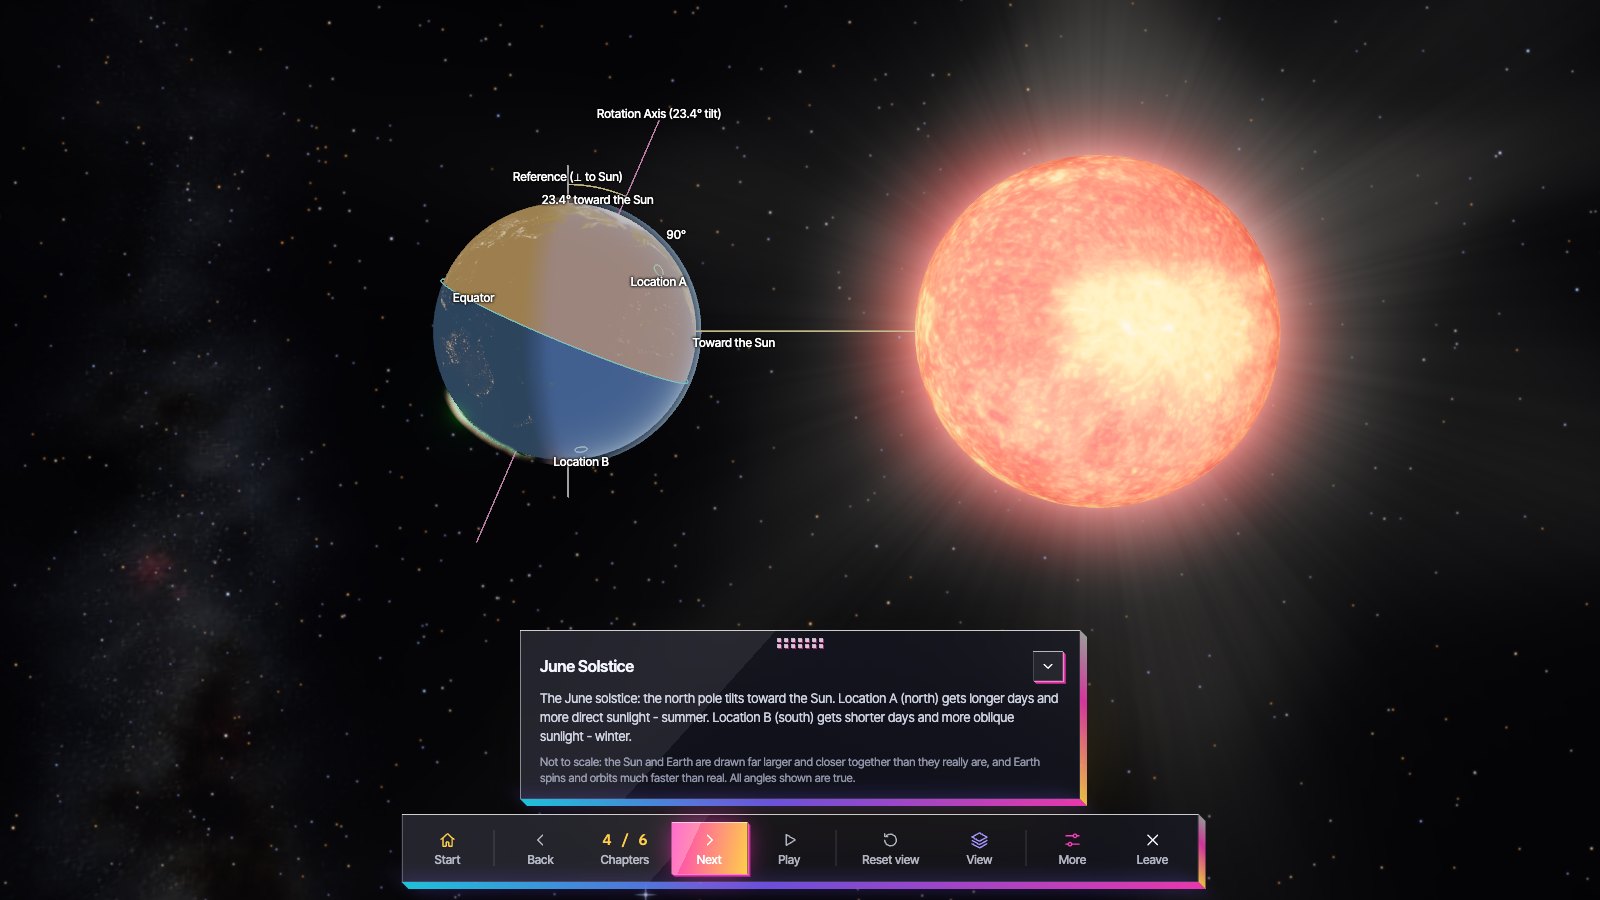 Rotation Axis (23.4° tilt)
Reference (⊥ to Sun)
23.4° toward the Sun
90°
Location A
Equator
Toward the Sun
Location B
June Solstice
The June solstice: the north pole tilts toward the Sun. Location A (north) gets longer days and
more direct sunlight - summer. Location B (south) gets shorter days and more oblique
sunlight - winter.
Not to scale: the Sun and Earth are drawn far larger and closer together than they really are, and Earth
spins and orbits much faster than real. All angles shown are true.
4 / 6
Start
Back
Chapters
Next
Play
Reset view
View
More
Leave